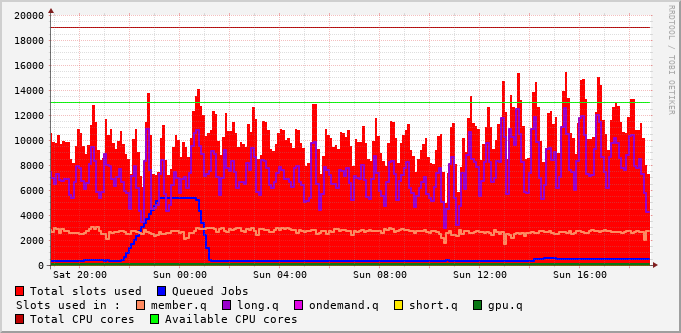 20000
18000
16000
14000
12000
10000
8000
6000
4000
2000
0
Sat 20:00 Sun 00:00 Sun 04:00 Sun 08:00 Sun 12:00 Sun 16:00
RRDTOOL / TOBI OETIKER
Total slots used Queued Jobs
Slots used in : member.q long.q ondemand.q short.q gpu.q
Total CPU cores Available CPU cores